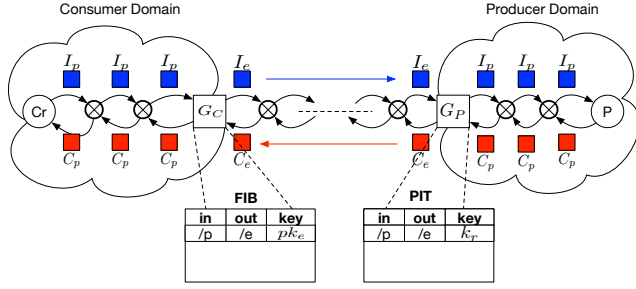 Consumer Domain Producer Domain
I_p I_p I_p I_e I_e I_p I_p I_p
Cr G_C G_P P
C_p C_p C_p C_e C_e C_p C_p C_p
FIB PIT
in out key in out key
/p /e pk_e /p /e k_r